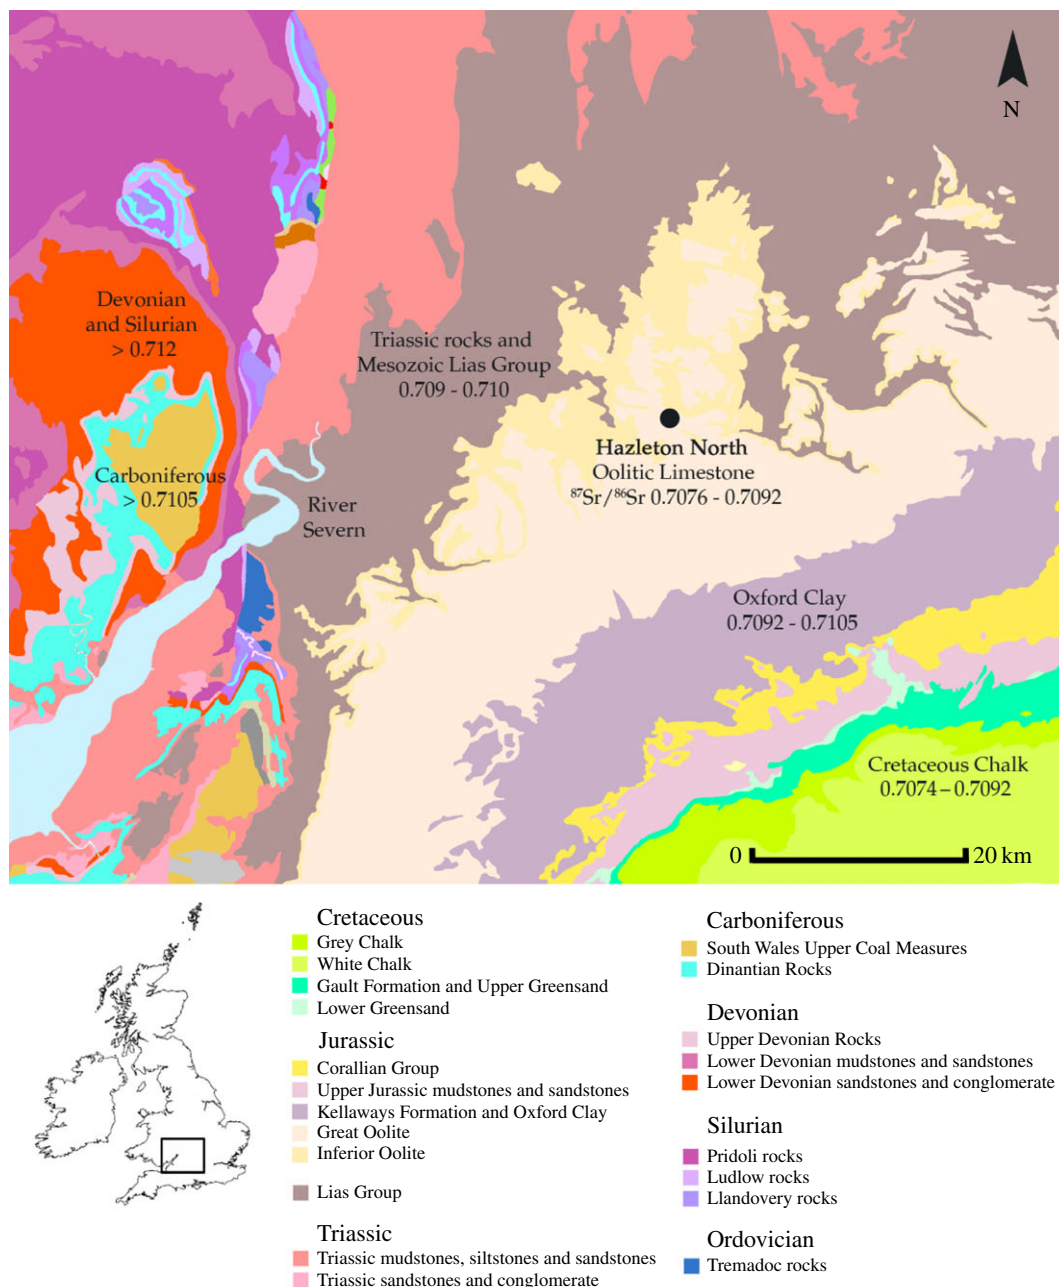 N
Devonian
and Silurian
> 0.712
Triassic rocks and
Mesozoic Lias Group
0.709 - 0.710
Hazleton North
Oolitic Limestone
⁸⁷Sr/⁸⁶Sr 0.7076 - 0.7092
Carboniferous
> 0.7105
River
Severn
Oxford Clay
0.7092 - 0.7105
Cretaceous Chalk
0.7074 – 0.7092
0 20 km
Cretaceous
Grey Chalk
White Chalk
Gault Formation and Upper Greensand
Lower Greensand
Jurassic
Corallian Group
Upper Jurassic mudstones and sandstones
Kellaways Formation and Oxford Clay
Great Oolite
Inferior Oolite
Lias Group
Triassic
Triassic mudstones, siltstones and sandstones
Triassic sandstones and conglomerate
Carboniferous
South Wales Upper Coal Measures
Dinantian Rocks
Devonian
Upper Devonian Rocks
Lower Devonian mudstones and sandstones
Lower Devonian sandstones and conglomerate
Silurian
Pridoli rocks
Ludlow rocks
Llandovery rocks
Ordovician
Tremadoc rocks